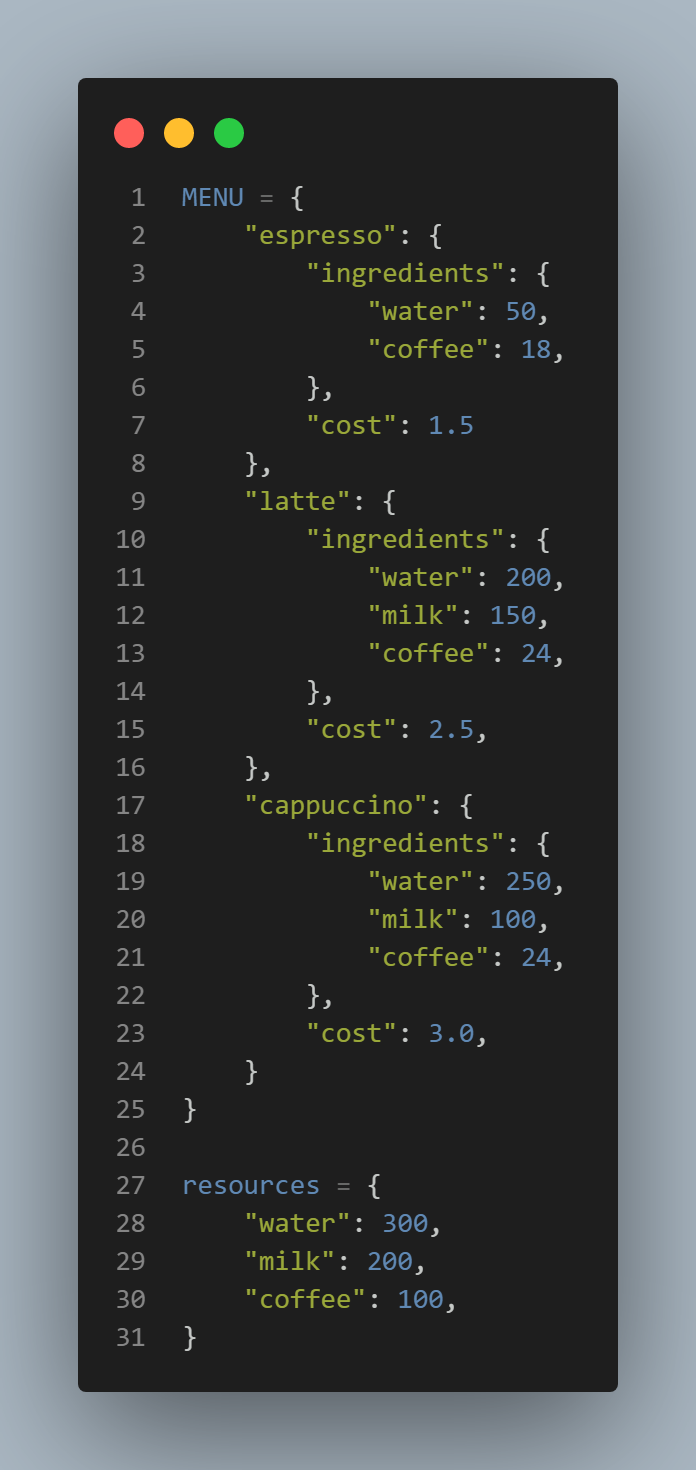 1 MENU = {
2     "espresso": {
3         "ingredients": {
4             "water": 50,
5             "coffee": 18,
6         },
7         "cost": 1.5
8     },
9     "latte": {
10         "ingredients": {
11             "water": 200,
12             "milk": 150,
13             "coffee": 24,
14         },
15         "cost": 2.5,
16     },
17     "cappuccino": {
18         "ingredients": {
19             "water": 250,
20             "milk": 100,
21             "coffee": 24,
22         },
23         "cost": 3.0,
24     }
25 }
26
27 resources = {
28     "water": 300,
29     "milk": 200,
30     "coffee": 100,
31 }